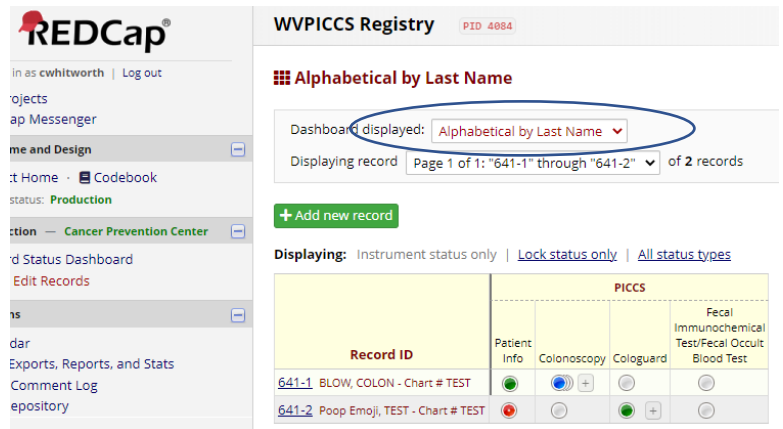 REDCap®
in as cwhitworth | Log out
rojects
ap Messenger
me and Design
ct Home · Codebook
status: Production
ction — Cancer Prevention Center
rd Status Dashboard
Edit Records
ns
dar
Exports, Reports, and Stats
Comment Log
epository
WVPICCS Registry PID 4084
Alphabetical by Last Name
Dashboard displayed: Alphabetical by Last Name
Displaying record Page 1 of 1: "641-1" through "641-2" of 2 records
+ Add new record
Displaying: Instrument status only | Lock status only | All status types
PICCS
Record ID
Patient
Info
Colonoscopy
Cologuard
Fecal
Immunochemical
Test/Fecal Occult
Blood Test
641-1 BLOW, COLON - Chart # TEST
641-2 Poop Emoji, TEST - Chart # TEST